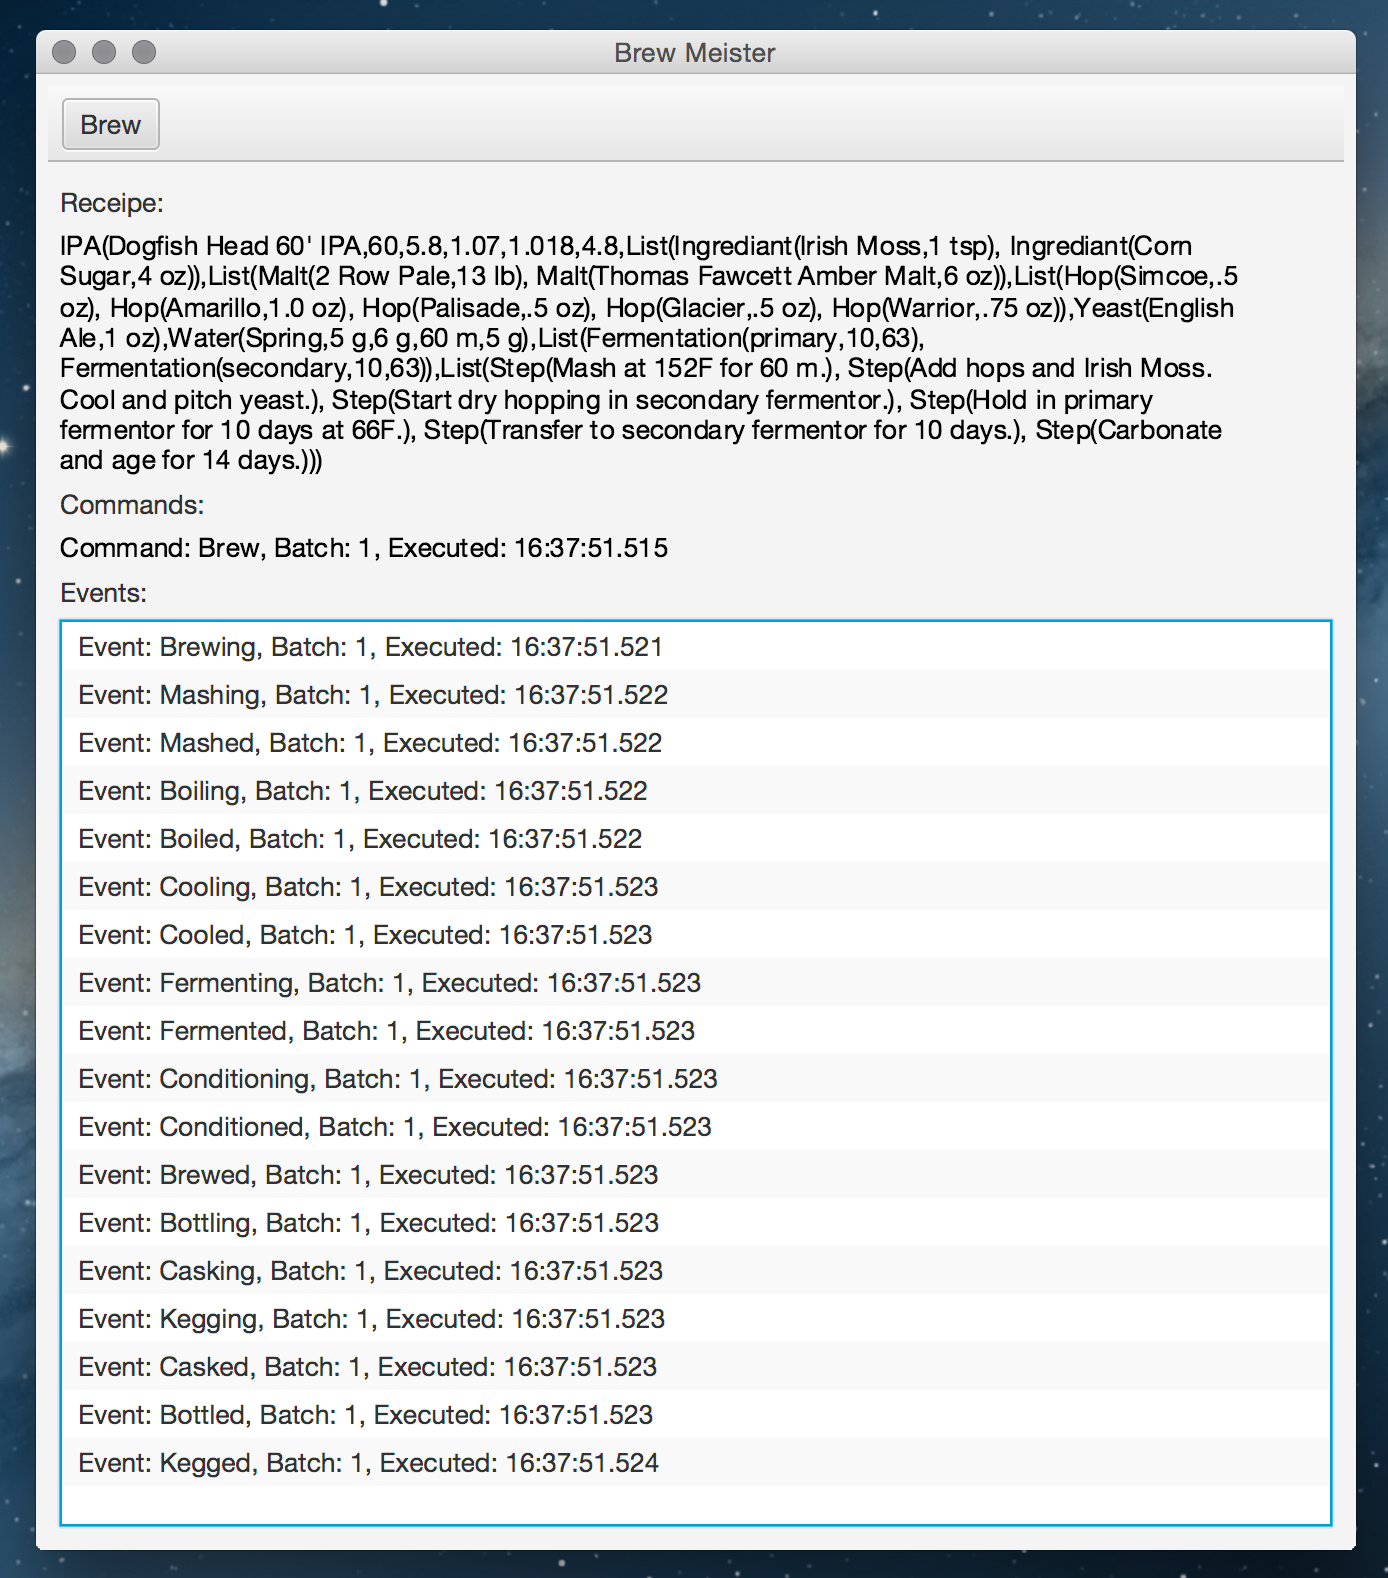 Brew Meister
Brew
Receipe:
IPA(Dogfish Head 60' IPA,60,5.8,1.07,1.018,4.8,List(Ingrediant(Irish Moss,1 tsp), Ingrediant(Corn
Sugar,4 oz)),List(Malt(2 Row Pale,13 lb), Malt(Thomas Fawcett Amber Malt,6 oz)),List(Hop(Simcoe,.5
oz), Hop(Amarillo,1.0 oz), Hop(Palisade,.5 oz), Hop(Glacier,.5 oz), Hop(Warrior,.75 oz)),Yeast(English
Ale,1 oz),Water(Spring,5 g,6 g,60 m,5 g),List(Fermentation(primary,10,63),
Fermentation(secondary,10,63)),List(Step(Mash at 152F for 60 m.), Step(Add hops and Irish Moss.
Cool and pitch yeast.), Step(Start dry hopping in secondary fermentor.), Step(Hold in primary
fermentor for 10 days at 66F.), Step(Transfer to secondary fermentor for 10 days.), Step(Carbonate
and age for 14 days.)))
Commands:
Command: Brew, Batch: 1, Executed: 16:37:51.515
Events:
Event: Brewing, Batch: 1, Executed: 16:37:51.521
Event: Mashing, Batch: 1, Executed: 16:37:51.522
Event: Mashed, Batch: 1, Executed: 16:37:51.522
Event: Boiling, Batch: 1, Executed: 16:37:51.522
Event: Boiled, Batch: 1, Executed: 16:37:51.522
Event: Cooling, Batch: 1, Executed: 16:37:51.523
Event: Cooled, Batch: 1, Executed: 16:37:51.523
Event: Fermenting, Batch: 1, Executed: 16:37:51.523
Event: Fermented, Batch: 1, Executed: 16:37:51.523
Event: Conditioning, Batch: 1, Executed: 16:37:51.523
Event: Conditioned, Batch: 1, Executed: 16:37:51.523
Event: Brewed, Batch: 1, Executed: 16:37:51.523
Event: Bottling, Batch: 1, Executed: 16:37:51.523
Event: Casking, Batch: 1, Executed: 16:37:51.523
Event: Kegging, Batch: 1, Executed: 16:37:51.523
Event: Casked, Batch: 1, Executed: 16:37:51.523
Event: Bottled, Batch: 1, Executed: 16:37:51.523
Event: Kegged, Batch: 1, Executed: 16:37:51.524